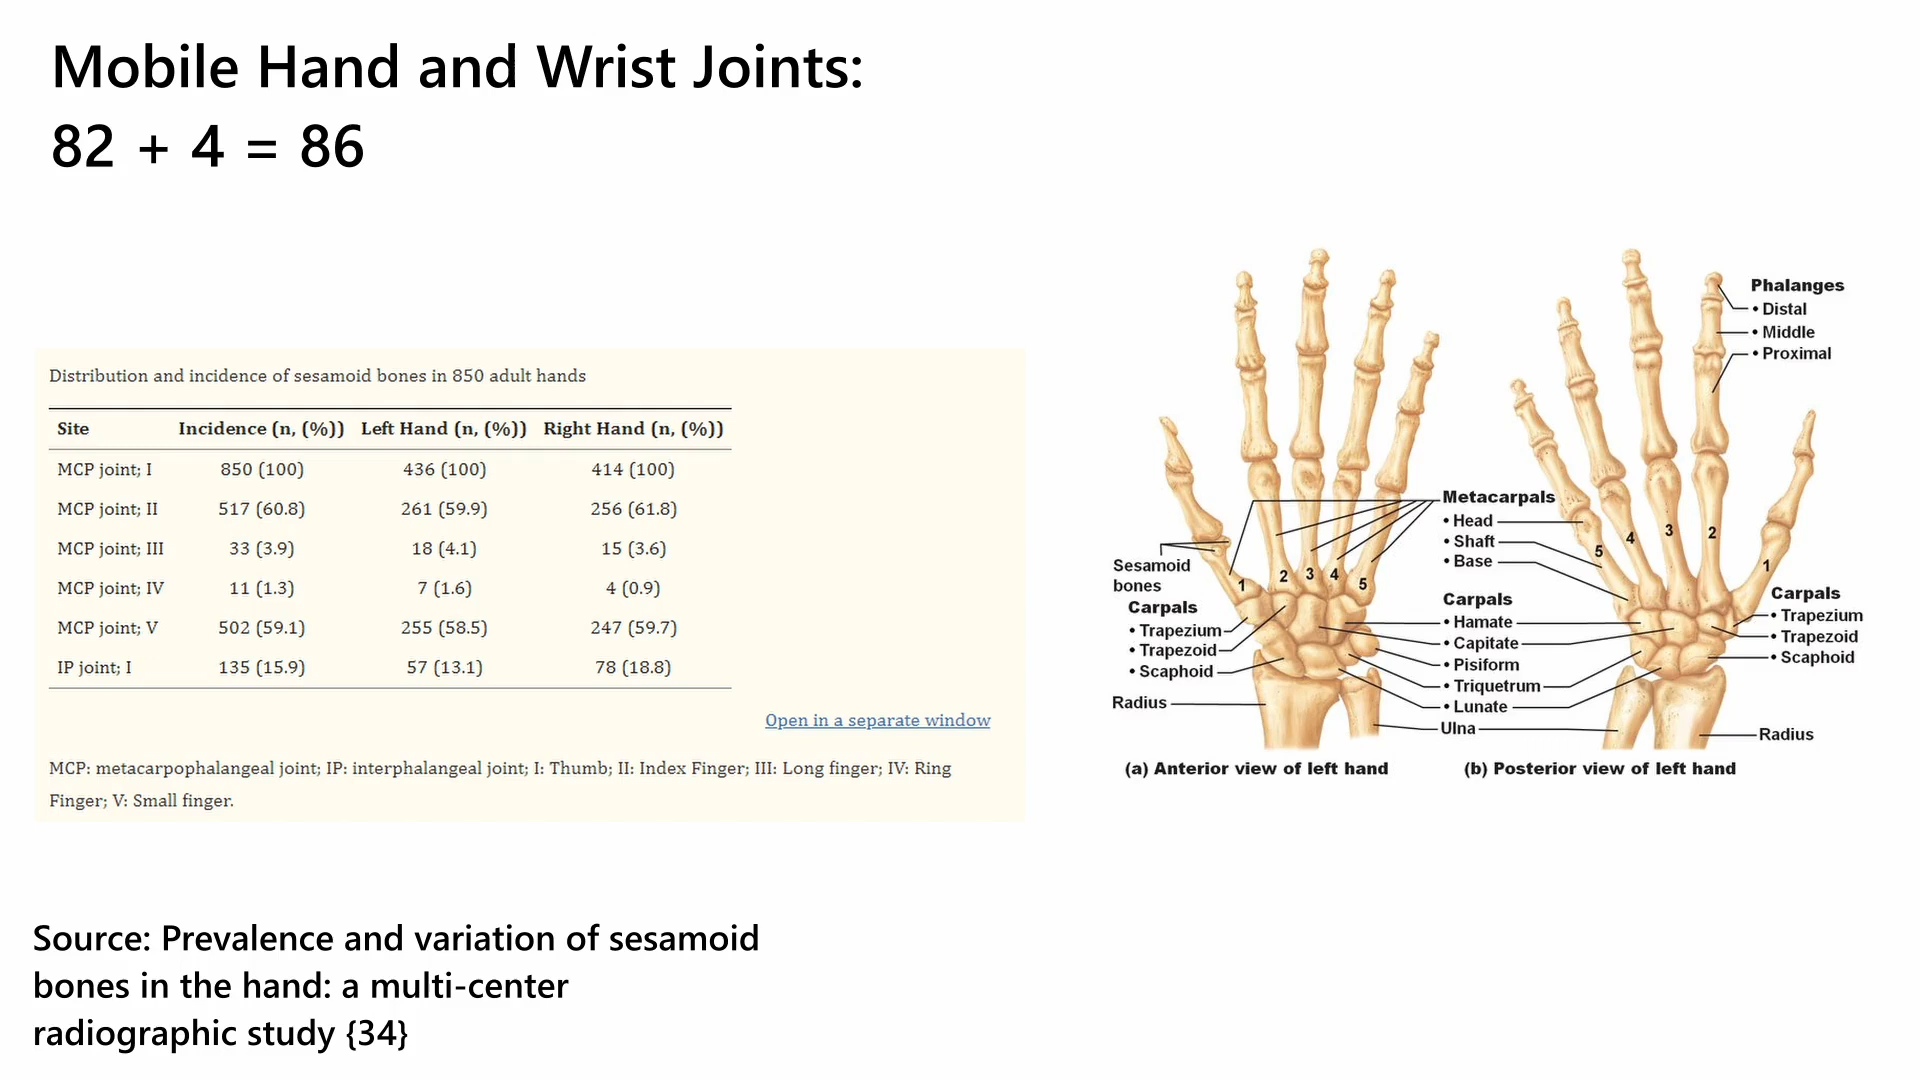 Mobile Hand and Wrist Joints:
82 + 4 = 86
Distribution and incidence of sesamoid bones in 850 adult hands
Site Incidence (n, (%)) Left Hand (n, (%)) Right Hand (n, (%))
MCP joint; I 850 (100) 436 (100) 414 (100)
MCP joint; II 517 (60.8) 261 (59.9) 256 (61.8)
MCP joint; III 33 (3.9) 18 (4.1) 15 (3.6)
MCP joint; IV 11 (1.3) 7 (1.6) 4 (0.9)
MCP joint; V 502 (59.1) 255 (58.5) 247 (59.7)
IP joint; I 135 (15.9) 57 (13.1) 78 (18.8)
Open in a separate window
MCP: metacarpophalangeal joint; IP: interphalangeal joint; I: Thumb; II: Index Finger; III: Long finger; IV: Ring
Finger; V: Small finger.
Source: Prevalence and variation of sesamoid
bones in the hand: a multi-center
radiographic study {34}
Sesamoid
bones
Carpals
• Trapezium
• Trapezoid
• Scaphoid
Radius
1 2 3 4 5
(a) Anterior view of left hand
Metacarpals
• Head
• Shaft
• Base
Carpals
• Hamate
• Capitate
• Pisiform
• Triquetrum
• Lunate
Ulna
Phalanges
• Distal
• Middle
• Proximal
5 4 3 2 1
Carpals
• Trapezium
• Trapezoid
• Scaphoid
Radius
(b) Posterior view of left hand